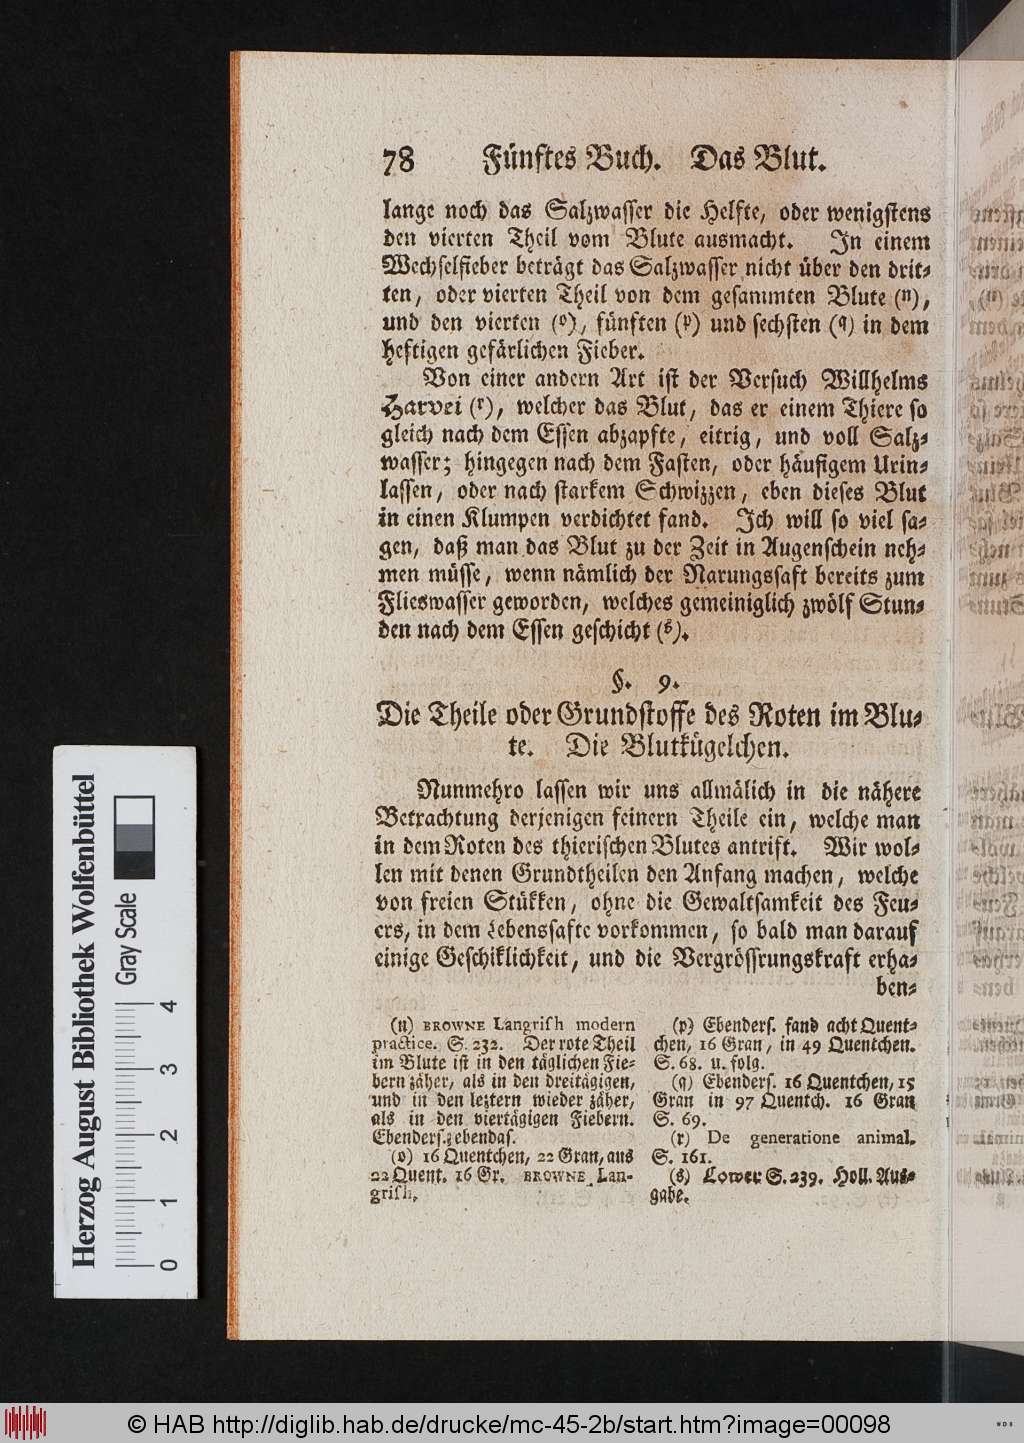 78 Fünftes Buch. Das Blut.
lange noch das Salzwasser die Helfte, oder wenigstens
den vierten Theil vom Blute ausmacht. In einem
Wechselfieber beträgt das Salzwasser nicht über den drit-
ten, oder vierten Theil von dem gesammten Blute (n),
und den vierten (o), fünften (p) und sechsten (q) in dem
heftigen gefärlichen Fieber.
Von einer andern Art ist der Versuch Willhelms
Harvei (r), welcher das Blut, das er einem Thiere so
gleich nach dem Essen abzapfte, eitrig, und voll Salz-
wasser; hingegen nach dem Fasten, oder häufigem Urin-
lassen, oder nach starkem Schwizzen, eben dieses Blut
in einen Klumpen verdichtet fand. Ich will so viel sa-
gen, daß man das Blut zu der Zeit in Augenschein neh-
men müsse, wenn nämlich der Narungssaft bereits zum
Flieswasser geworden, welches gemeiniglich zwölf Stun-
den nach dem Essen geschicht (s).
§. 9.
Die Theile oder Grundstoffe des Roten im Blu-
te. Die Blutkügelchen.
Nunmehro lassen wir uns allmälich in die nähere
Betrachtung derjenigen feinern Theile ein, welche man
in dem Roten des thierischen Blutes antrift. Wir wol-
len mit denen Grundtheilen den Anfang machen, welche
von freien Stükken, ohne die Gewaltsamkeit des Feu-
ers, in dem Lebenssafte vorkommen, so bald man darauf
einige Geschiklichkeit, und die Vergrössrungskraft erha-
ben-
(n) BROWNE Langrish modern
practice. S. 232. Der rote Theil
im Blute ist in den täglichen Fie-
bern zäher, als in den dreitägigen,
und in den leztern wieder zäher,
als in den viertägigen Fiebern.
Ebenders. ebendas.
(o) 16 Quentchen, 22 Gran, aus
22 Quent. 16 Gr. BROWNE Lan-
grish.
(p) Ebenders. fand acht Quent-
chen, 16 Gran, in 49 Quentchen.
S. 68. u. folg.
(q) Ebenders. 16 Quentchen, 15
Gran in 97 Quentch. 16 Gran
S. 69.
(r) De generatione animal.
S. 161.
(s) Lower S. 239. Holl. Aus-
gabe.
Herzog August Bibliothek Wolfenbüttel
Gray Scale
0 1 2 3 4
© HAB http://diglib.hab.de/drucke/mc-45-2b/start.htm?image=00098